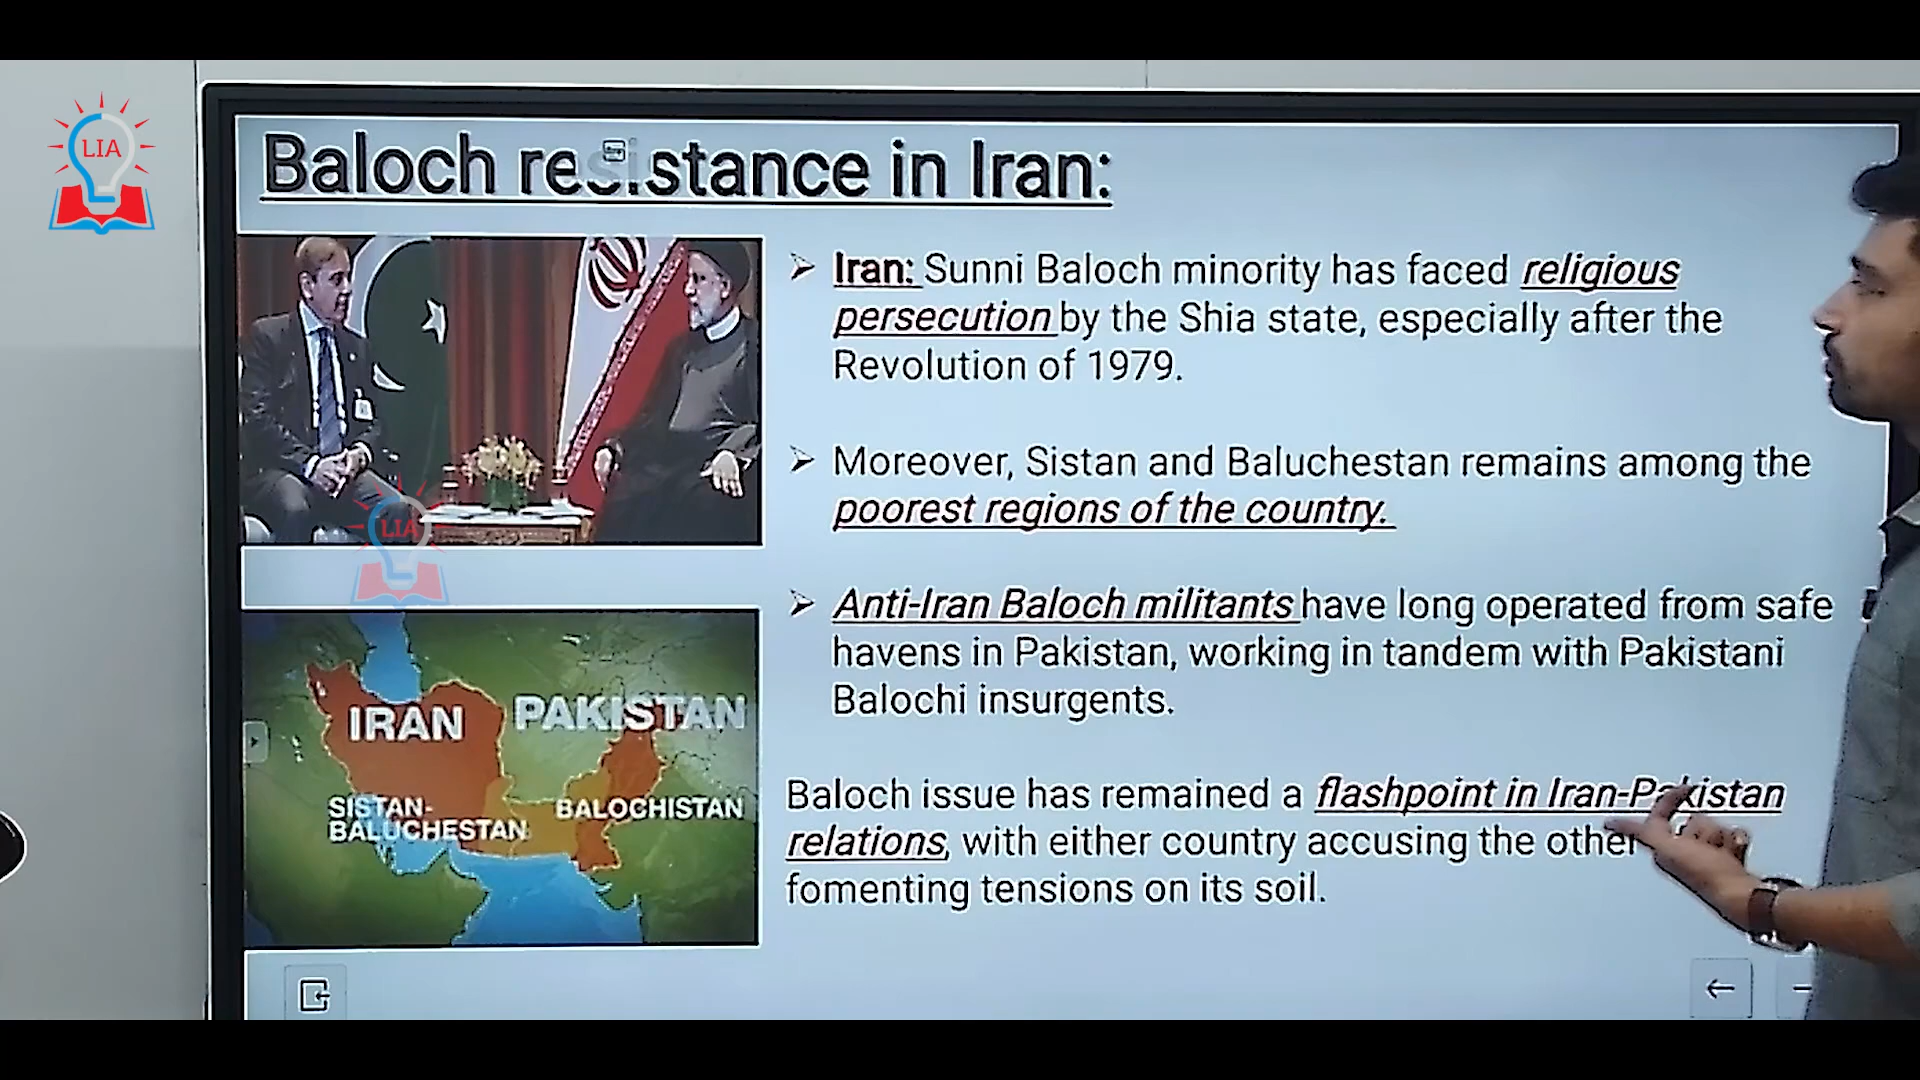 LIA
Baloch resistance in Iran:
Iran: Sunni Baloch minority has faced religious
persecution by the Shia state, especially after the
Revolution of 1979.
Moreover, Sistan and Baluchestan remains among the
poorest regions of the country.
Anti-Iran Baloch militants have long operated from safe
havens in Pakistan, working in tandem with Pakistani
Balochi insurgents.
Baloch issue has remained a flashpoint in Iran-Pakistan
relations, with either country accusing the other
fomenting tensions on its soil.
LIA
IRAN
PAKISTAN
SISTAN-
BALUCHESTAN
BALOCHISTAN